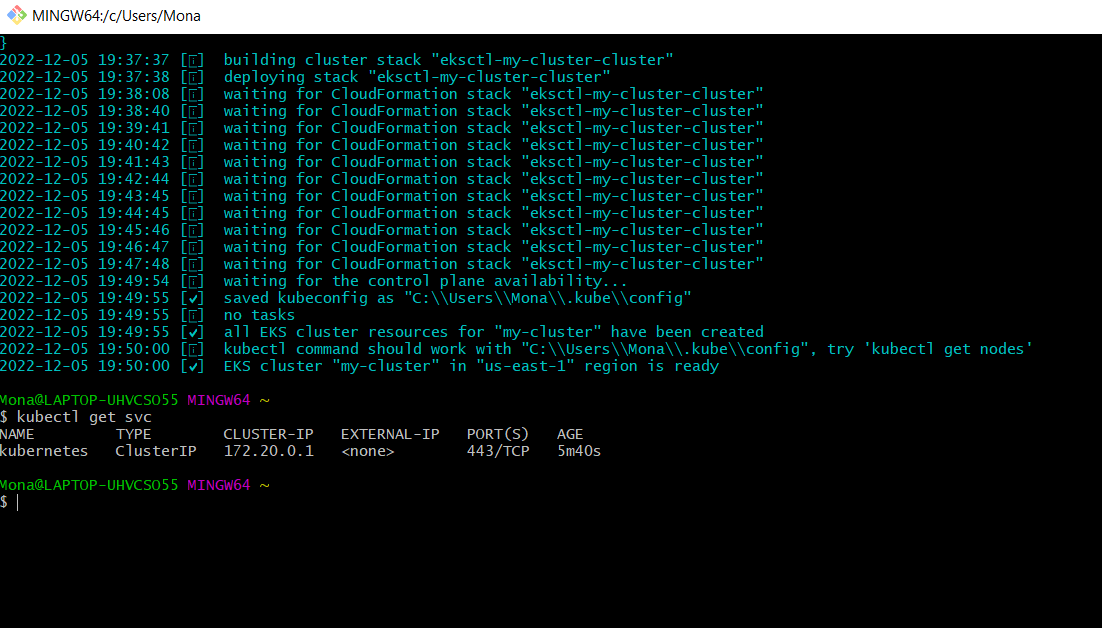 MINGW64:/c/Users/Mona
}
2022-12-05 19:37:37 [i]  building cluster stack "eksctl-my-cluster-cluster"
2022-12-05 19:37:38 [i]  deploying stack "eksctl-my-cluster-cluster"
2022-12-05 19:38:08 [i]  waiting for CloudFormation stack "eksctl-my-cluster-cluster"
2022-12-05 19:38:40 [i]  waiting for CloudFormation stack "eksctl-my-cluster-cluster"
2022-12-05 19:39:41 [i]  waiting for CloudFormation stack "eksctl-my-cluster-cluster"
2022-12-05 19:40:42 [i]  waiting for CloudFormation stack "eksctl-my-cluster-cluster"
2022-12-05 19:41:43 [i]  waiting for CloudFormation stack "eksctl-my-cluster-cluster"
2022-12-05 19:42:44 [i]  waiting for CloudFormation stack "eksctl-my-cluster-cluster"
2022-12-05 19:43:45 [i]  waiting for CloudFormation stack "eksctl-my-cluster-cluster"
2022-12-05 19:44:45 [i]  waiting for CloudFormation stack "eksctl-my-cluster-cluster"
2022-12-05 19:45:46 [i]  waiting for CloudFormation stack "eksctl-my-cluster-cluster"
2022-12-05 19:46:47 [i]  waiting for CloudFormation stack "eksctl-my-cluster-cluster"
2022-12-05 19:47:48 [i]  waiting for CloudFormation stack "eksctl-my-cluster-cluster"
2022-12-05 19:49:54 [i]  waiting for the control plane availability...
2022-12-05 19:49:55 [✔]  saved kubeconfig as "C:\\Users\\Mona\\.kube\\config"
2022-12-05 19:49:55 [i]  no tasks
2022-12-05 19:49:55 [✔]  all EKS cluster resources for "my-cluster" have been created
2022-12-05 19:50:00 [i]  kubectl command should work with "C:\\Users\\Mona\\.kube\\config", try 'kubectl get nodes'
2022-12-05 19:50:00 [✔]  EKS cluster "my-cluster" in "us-east-1" region is ready
Mona@LAPTOP-UHVCSO55 MINGW64 ~
$ kubectl get svc
NAME         TYPE        CLUSTER-IP   EXTERNAL-IP   PORT(S)   AGE
kubernetes   ClusterIP   172.20.0.1   <none>        443/TCP   5m40s
Mona@LAPTOP-UHVCSO55 MINGW64 ~
$